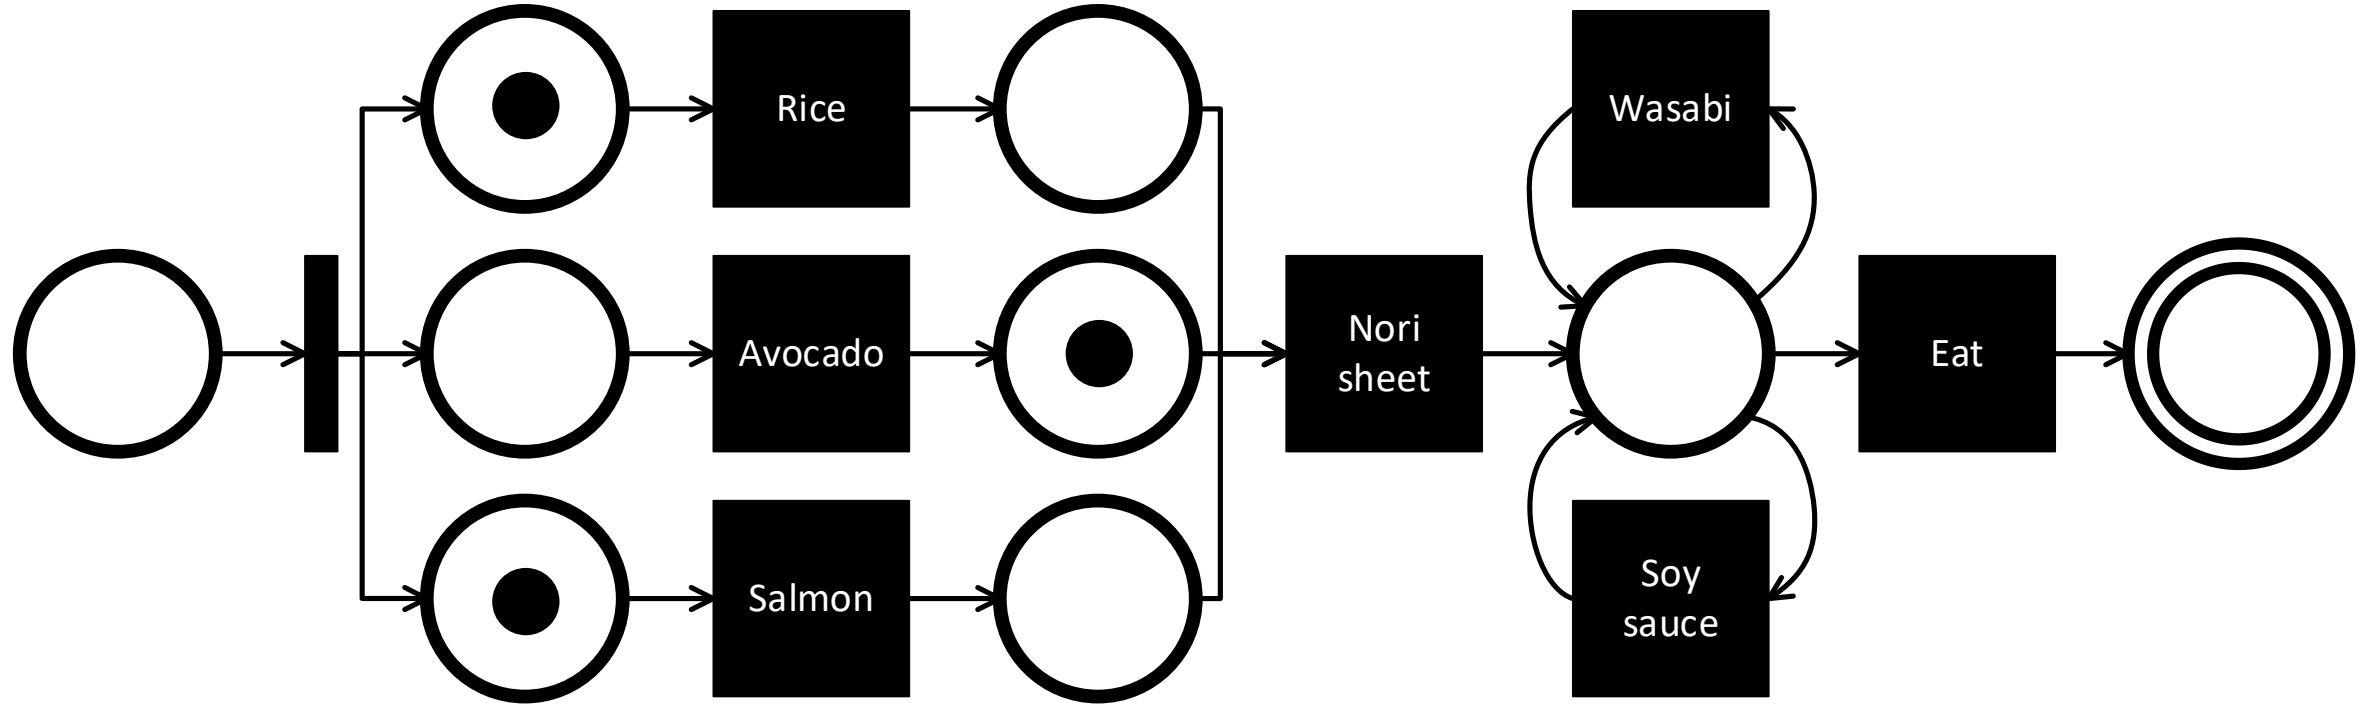 Rice
Wasabi
Avocado
Nori
sheet
Eat
Salmon
Soy
sauce